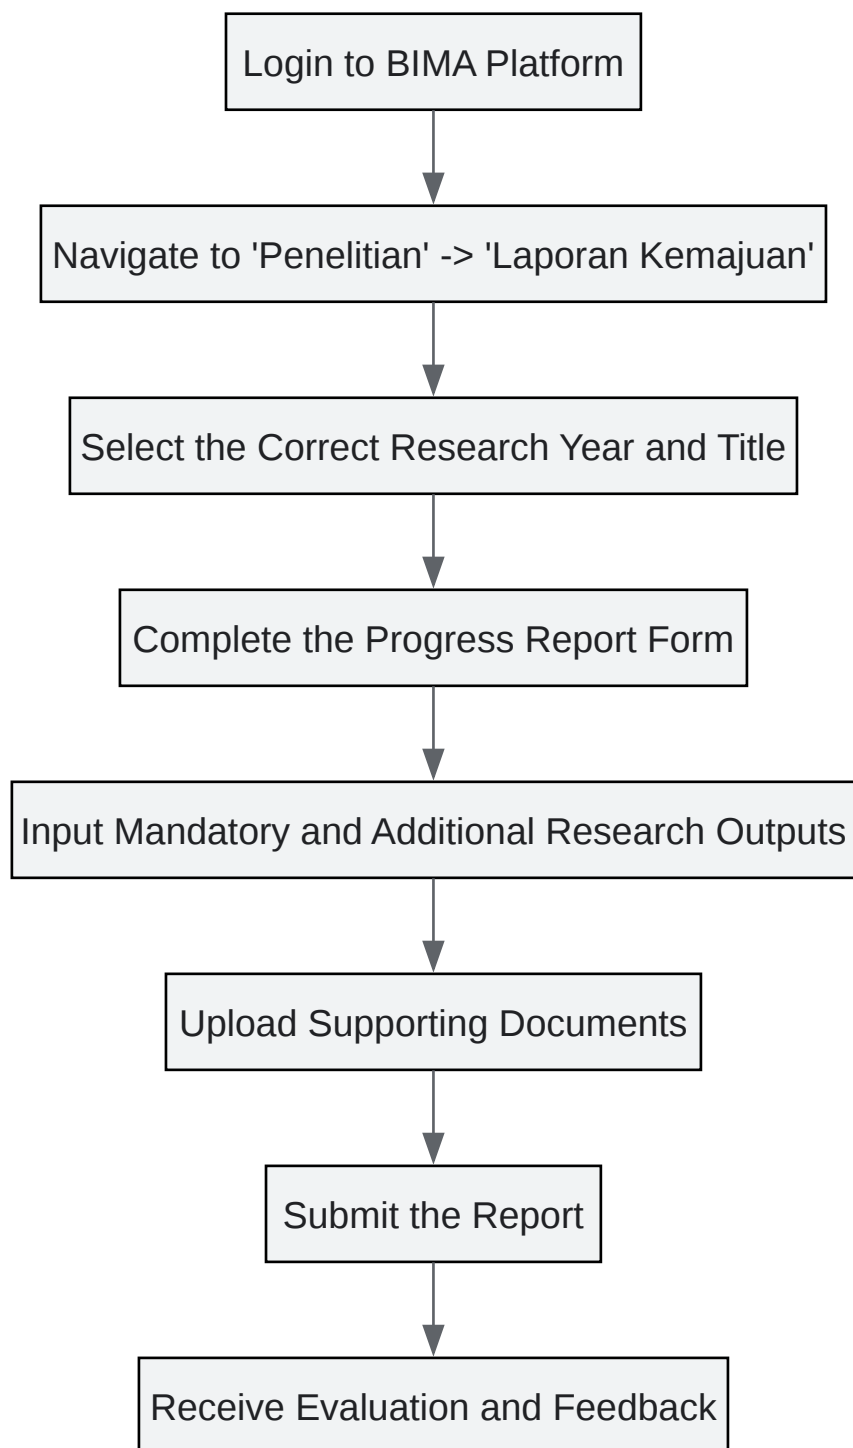 Login to BIMA Platform
Navigate to 'Penelitian' -> 'Laporan Kemajuan'
Select the Correct Research Year and Title
Complete the Progress Report Form
Input Mandatory and Additional Research Outputs
Upload Supporting Documents
Submit the Report
Receive Evaluation and Feedback